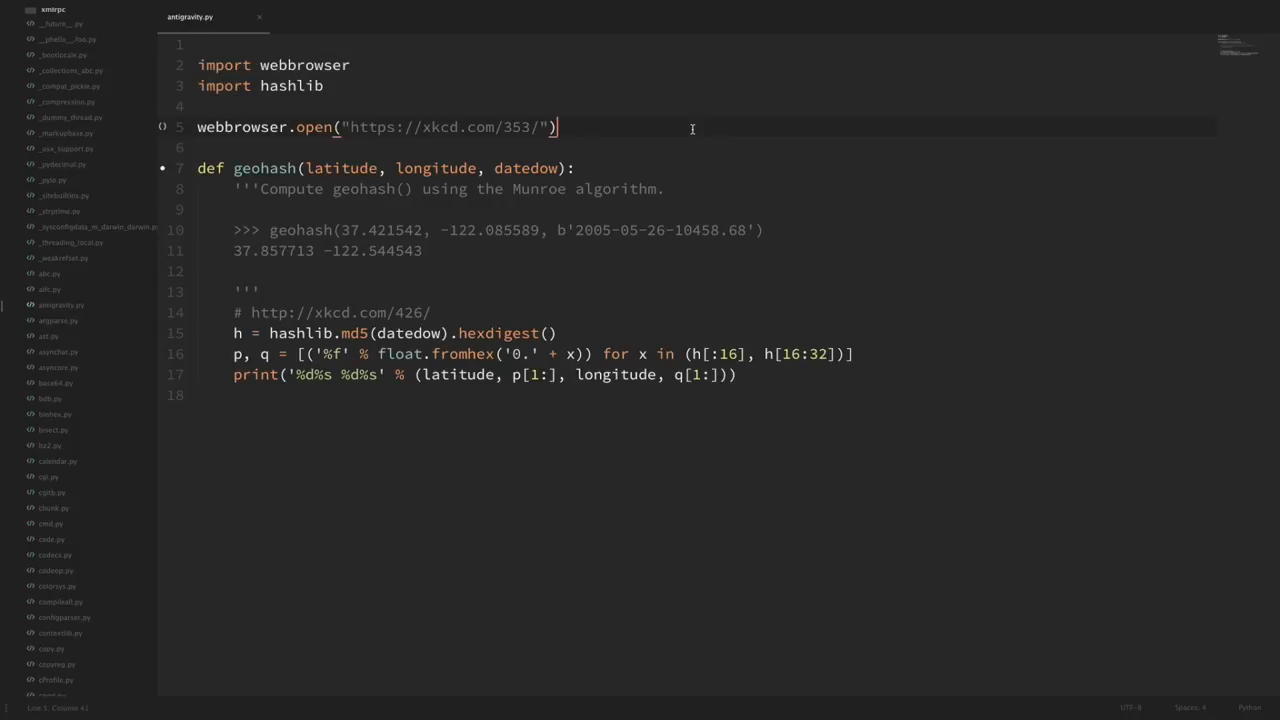 xmlrpc
__future__.py
__phello__.foo.py
_bootlocale.py
_collections_abc.py
_compat_pickle.py
_compression.py
_dummy_thread.py
_markupbase.py
_osx_support.py
_pydecimal.py
_pyio.py
_sitebuiltins.py
_strptime.py
_sysconfigdata_m_darwin_darwin.py
_threading_local.py
_weakrefset.py
abc.py
aifc.py
antigravity.py
argparse.py
ast.py
asynchat.py
asyncore.py
base64.py
bdb.py
binhex.py
bisect.py
bz2.py
calendar.py
cgi.py
cgitb.py
chunk.py
cmd.py
code.py
codecs.py
codeop.py
colorsys.py
compileall.py
configparser.py
contextlib.py
copy.py
copyreg.py
cProfile.py
antigravity.py ×
1
2 import webbrowser
3 import hashlib
4
() 5 webbrowser.open("https://xkcd.com/353/")
6
7 def geohash(latitude, longitude, datedow):
8 '''Compute geohash() using the Munroe algorithm.
9
10 >>> geohash(37.421542, -122.085589, b'2005-05-26-10458.68')
11 37.857713 -122.544543
12
13 '''
14 # http://xkcd.com/426/
15 h = hashlib.md5(datedow).hexdigest()
16 p, q = [('%f' % float.fromhex('0.' + x)) for x in (h[:16], h[16:32])]
17 print('%d%s %d%s' % (latitude, p[1:], longitude, q[1:]))
18
Line 5, Column 41
UTF-8 Spaces: 4 Python